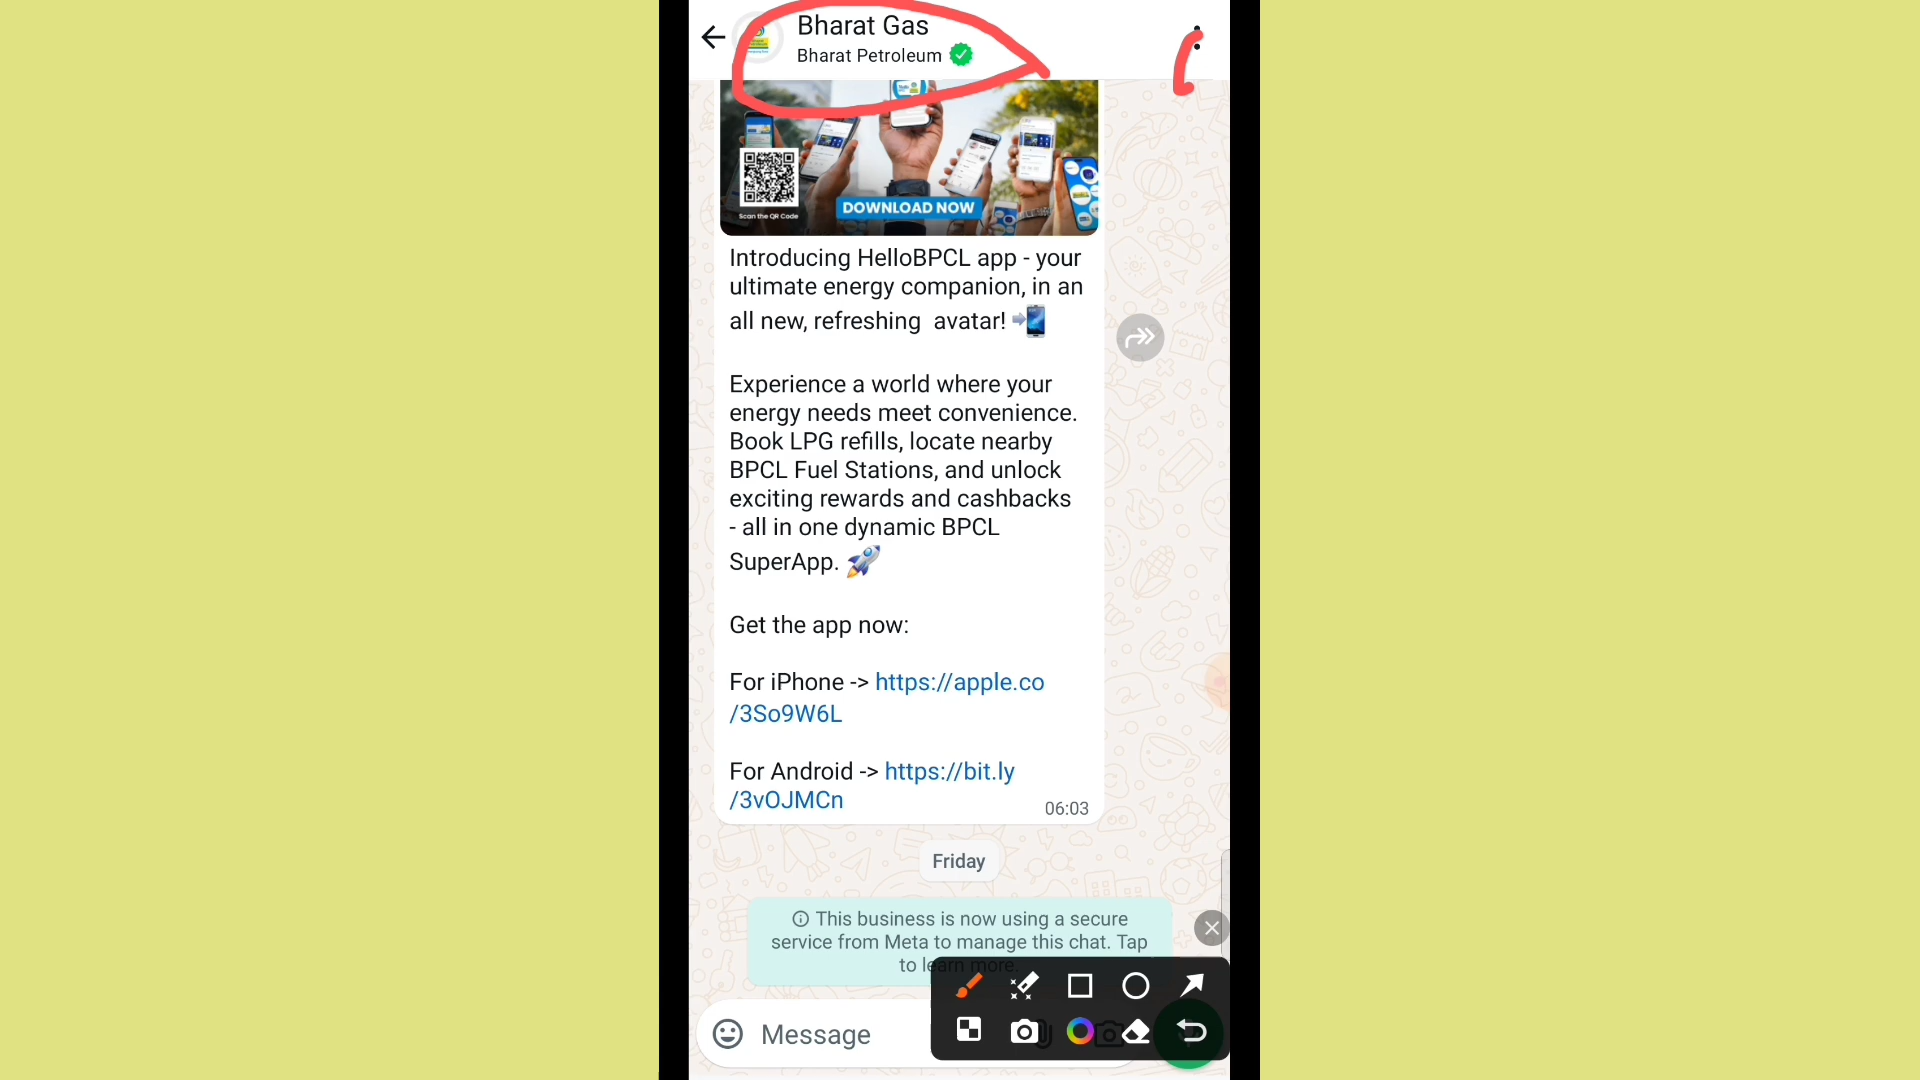 Bharat Gas
Bharat Petroleum
Scan the QR Code
DOWNLOAD NOW
Introducing HelloBPCL app - your
ultimate energy companion, in an
all new, refreshing avatar! 📲
Experience a world where your
energy needs meet convenience.
Book LPG refills, locate nearby
BPCL Fuel Stations, and unlock
exciting rewards and cashbacks
- all in one dynamic BPCL
SuperApp. 🚀
Get the app now:
For iPhone -> https://apple.co
/3So9W6L
For Android -> https://bit.ly
/3vOJMCn
06:03
Friday
This business is now using a secure
service from Meta to manage this chat. Tap
to learn more.
Message